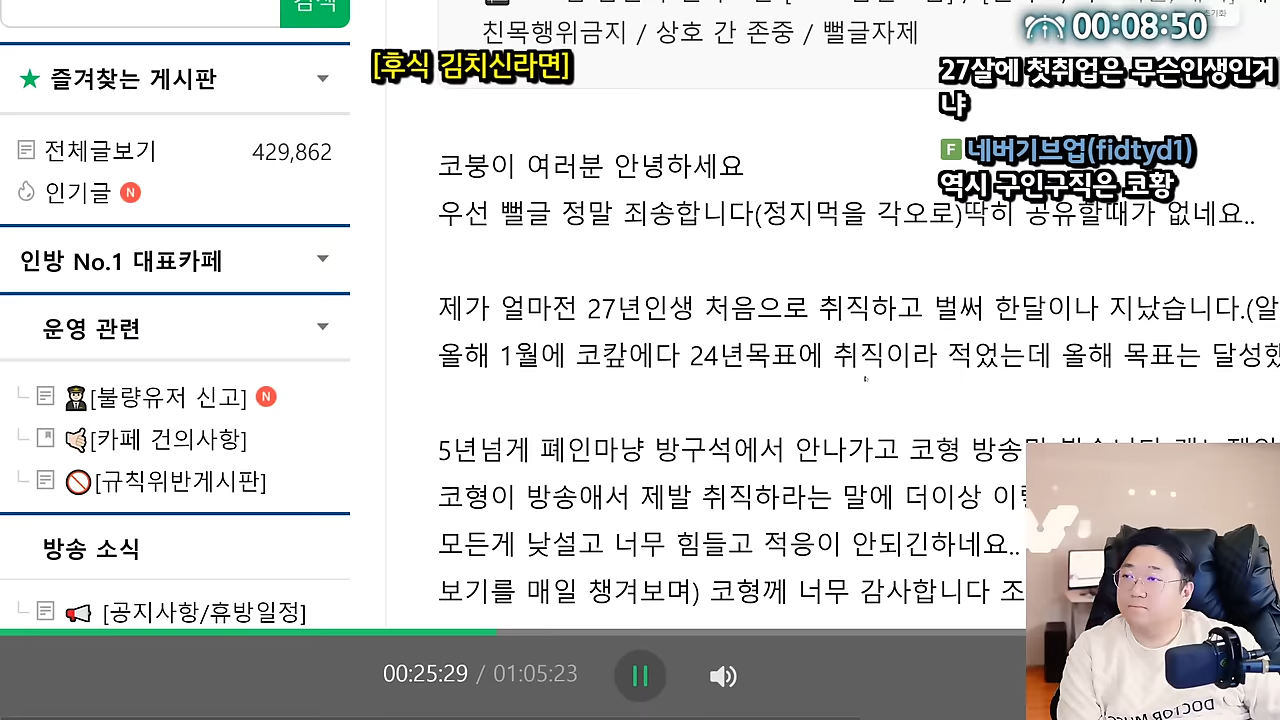 검색
친목행위금지 / 상호 간 존중 / 뻘글자제
[후식 김치신라면]
00:08:50
27살에 첫취업은 무슨인생인거
냐
F 네버기브업(fidtyd1)
역시 구인구직은 코황
★ 즐겨찾는 게시판
전체글보기 429,862
인기글 N
인방 No.1 대표카페
운영 관련
[불량유저 신고] N
[카페 건의사항]
[규칙위반게시판]
방송 소식
[공지사항/휴방일정]
코붕이 여러분 안녕하세요
우선 뻘글 정말 죄송합니다(정지먹을 각오로)딱히 공유할때가 없네요..
제가 얼마전 27년인생 처음으로 취직하고 벌써 한달이나 지났습니다.(알
올해 1월에 코캎에다 24년목표에 취직이라 적었는데 올해 목표는 달성했
5년넘게 폐인마냥 방구석에서 안나가고 코형 방송
코형이 방송애서 제발 취직하라는 말에 더이상 이
모든게 낮설고 너무 힘들고 적응이 안되긴하네요..
보기를 매일 챙겨보며) 코형께 너무 감사합니다 조
00:25:29 / 01:05:23
DOCTOR